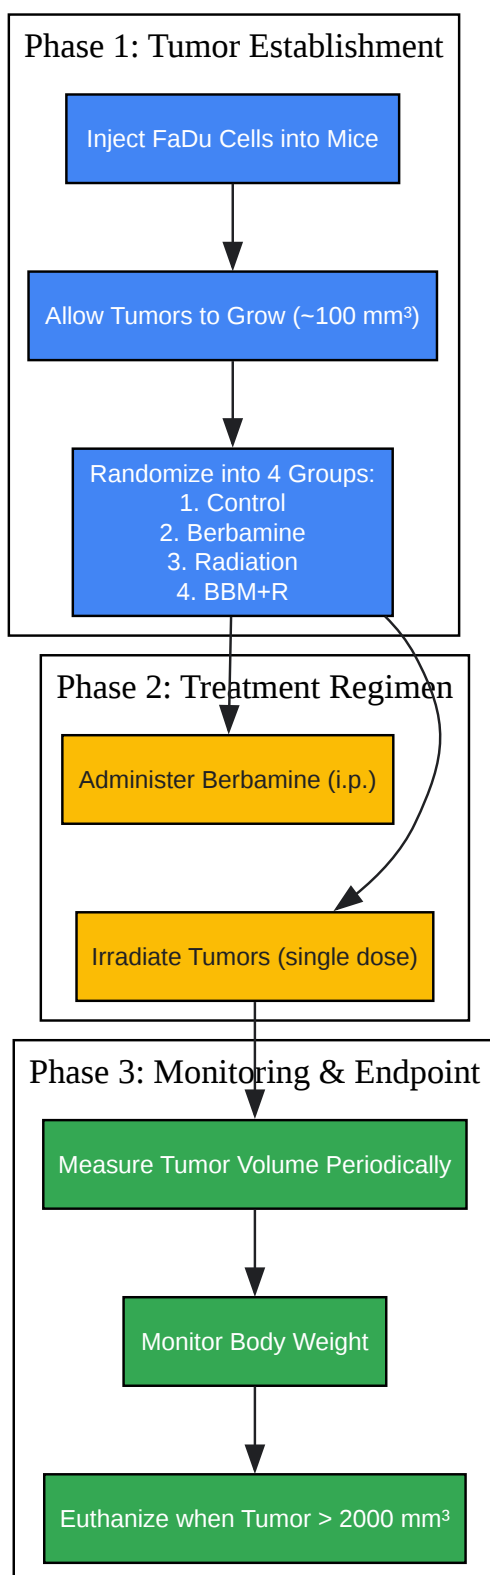 Phase 1: Tumor Establishment
Inject FaDu Cells into Mice
Allow Tumors to Grow (~100 mm³)
Randomize into 4 Groups:
1. Control
2. Berbamine
3. Radiation
4. BBM+R
Phase 2: Treatment Regimen
Administer Berbamine (i.p.)
Irradiate Tumors (single dose)
Phase 3: Monitoring & Endpoint
Measure Tumor Volume Periodically
Monitor Body Weight
Euthanize when Tumor > 2000 mm³